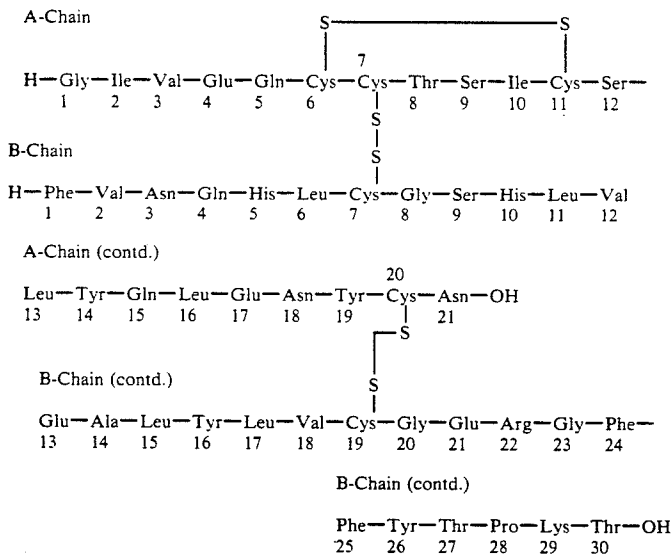 A-Chain
S S
7
H—Gly—Ile—Val—Glu—Gln—Cys—Cys—Thr—Ser—Ile—Cys—Ser—
1 2 3 4 5 6 8 9 10 11 12
S
S
B-Chain
H—Phe—Val—Asn—Gln—His—Leu—Cys—Gly—Ser—His—Leu—Val
1 2 3 4 5 6 7 8 9 10 11 12
A-Chain (contd.)
20
Leu—Tyr—Gln—Leu—Glu—Asn—Tyr—Cys—Asn—OH
13 14 15 16 17 18 19 21
S
S
B-Chain (contd.)
Glu—Ala—Leu—Tyr—Leu—Val—Cys—Gly—Glu—Arg—Gly—Phe—
13 14 15 16 17 18 19 20 21 22 23 24
B-Chain (contd.)
Phe—Tyr—Thr—Pro—Lys—Thr—OH
25 26 27 28 29 30